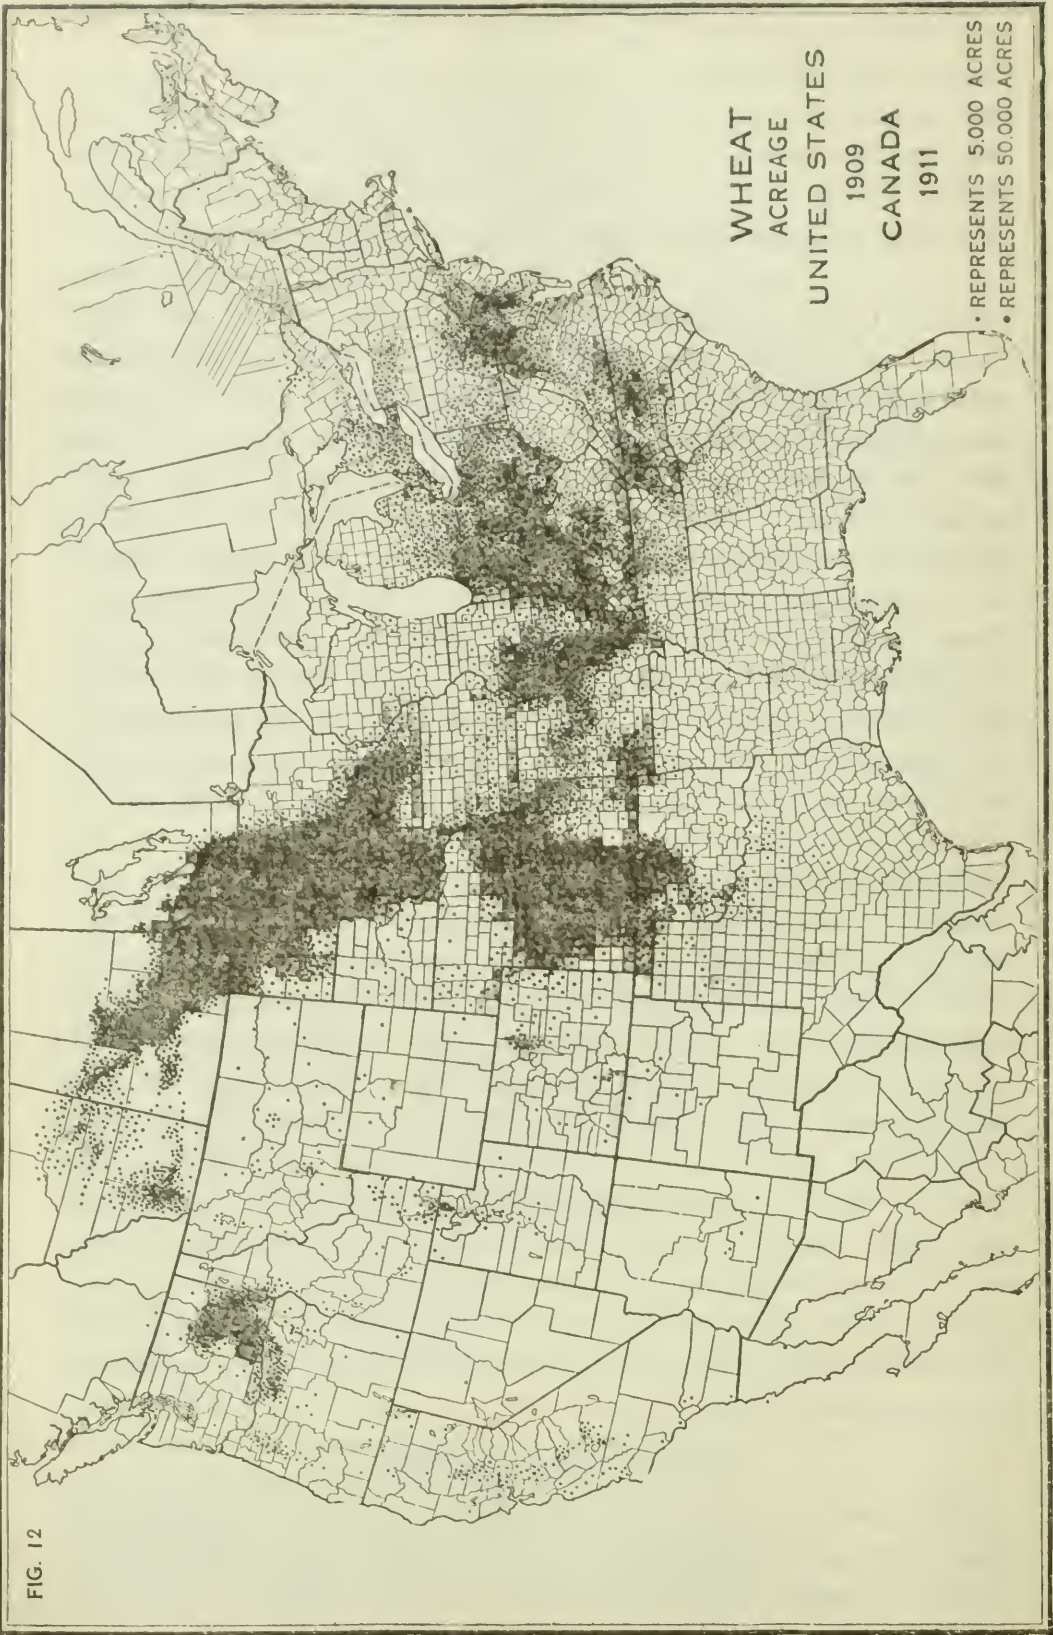 FIG. 12
WHEAT
ACREAGE
UNITED STATES
1909
CANADA
1911
· REPRESENTS 5.000 ACRES
• REPRESENTS 50.000 ACRES